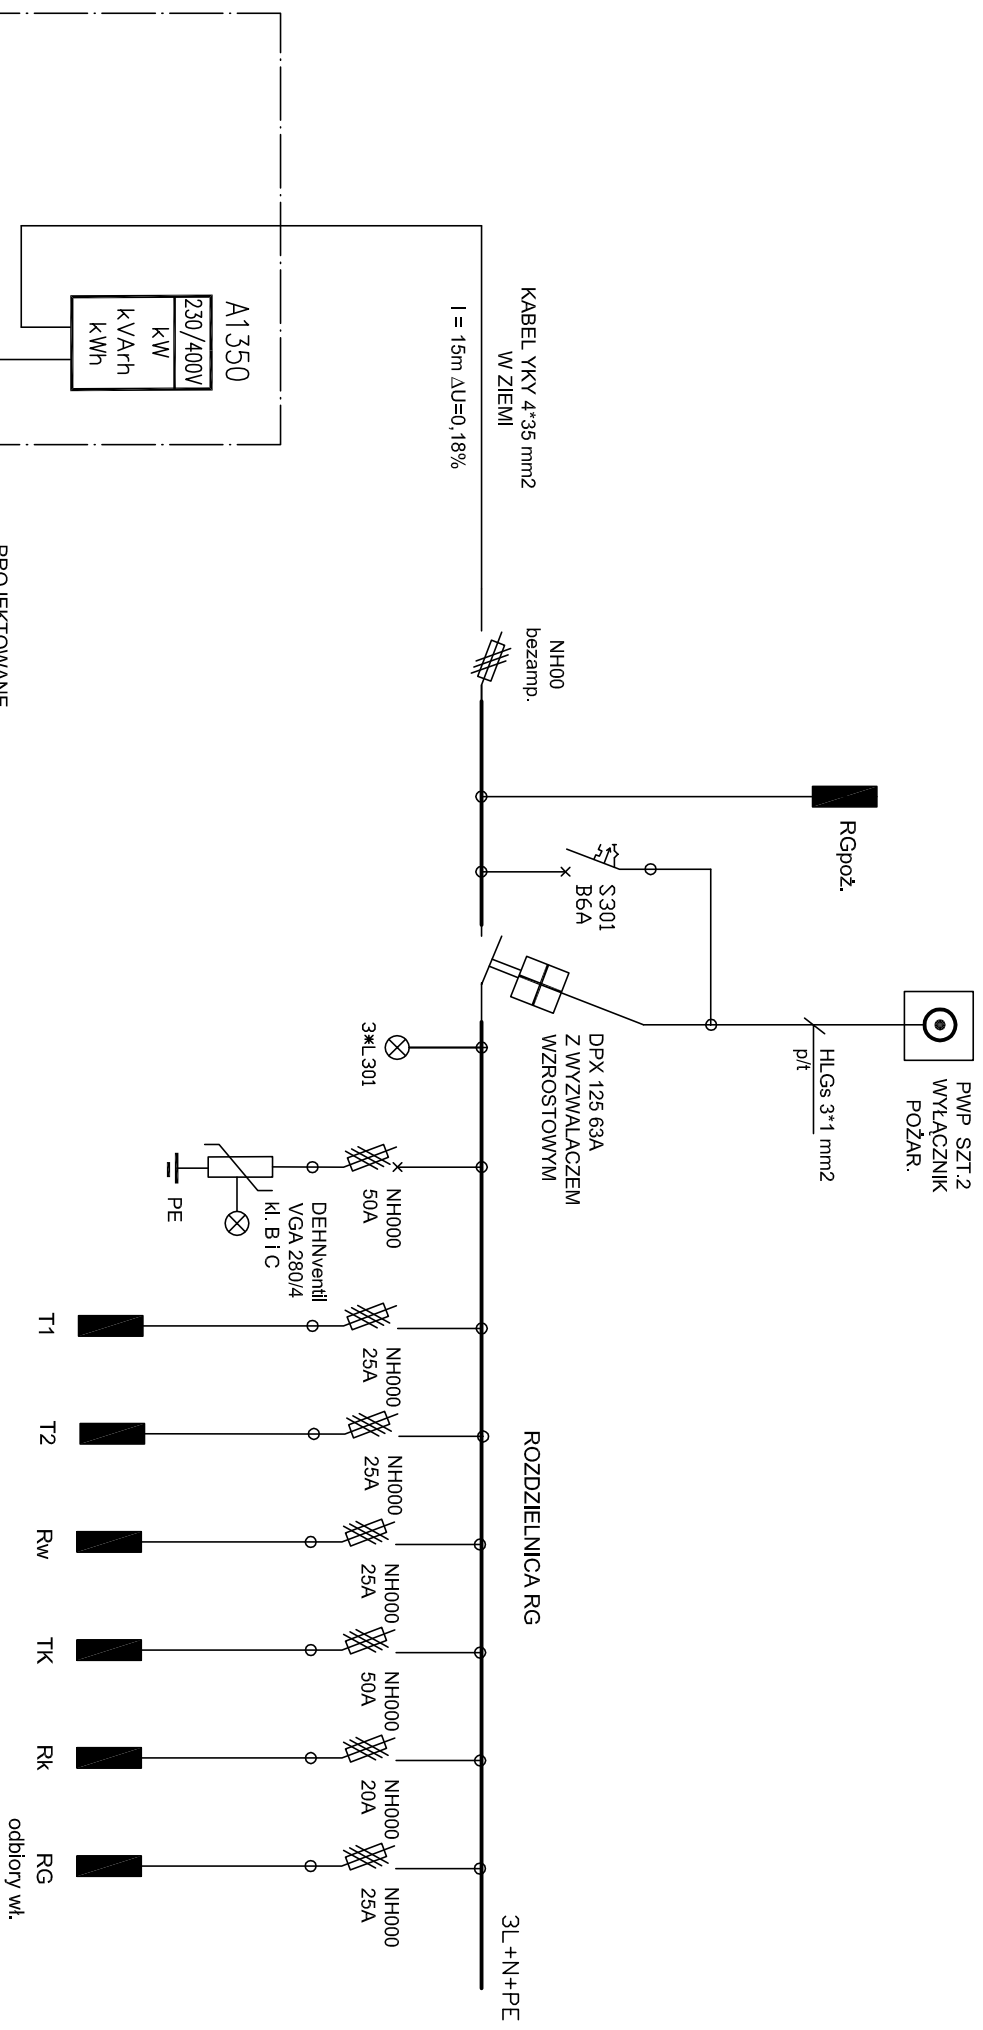 PWP SZT.2
WYŁĄCZNIK
POŻAR.
HLGs 3*1 mm2
p/t
RGpoż.
S301
B6A
DPX 125 63A
Z WYZWALACZEM
WZROSTOWYM
NH00
bezamp.
KABEL YKY 4*35 mm2
W ZIEMI
l = 15m ΔU=0,18%
A1350
230/400V
kW
kVArh
kWh
PROJEKTOWANE
ROZDZIELNICA RG
3L+N+PE
3*L301
NH000
50A
DEHNventil
VGA 280/4
kl. B i C
PE
NH000
25A
T1
NH000
25A
T2
NH000
25A
Rw
NH000
50A
TK
NH000
20A
Rk
NH000
25A
RG
odbiory wł.